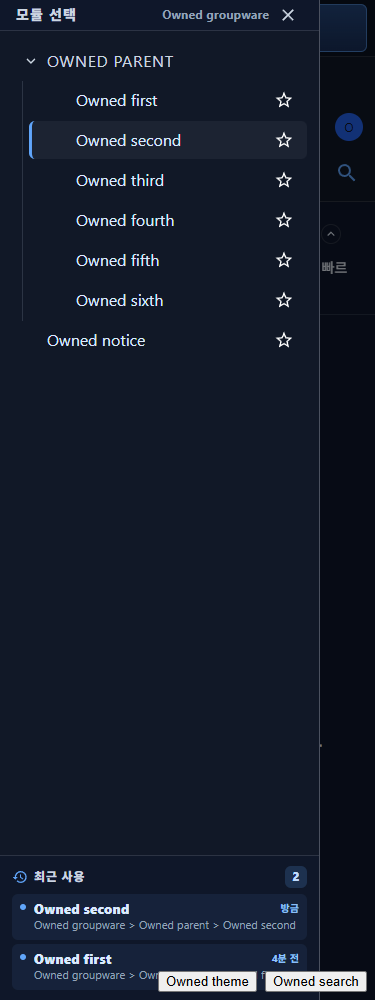 모듈 선택 Owned groupware
OWNED PARENT
Owned first
Owned second
Owned third
Owned fourth
Owned fifth
Owned sixth
Owned notice
O
빠르
최근 사용 2
Owned second 방금
Owned groupware > Owned parent > Owned second
Owned first 4분 전
Owned groupware > Ow
Owned theme Owned search